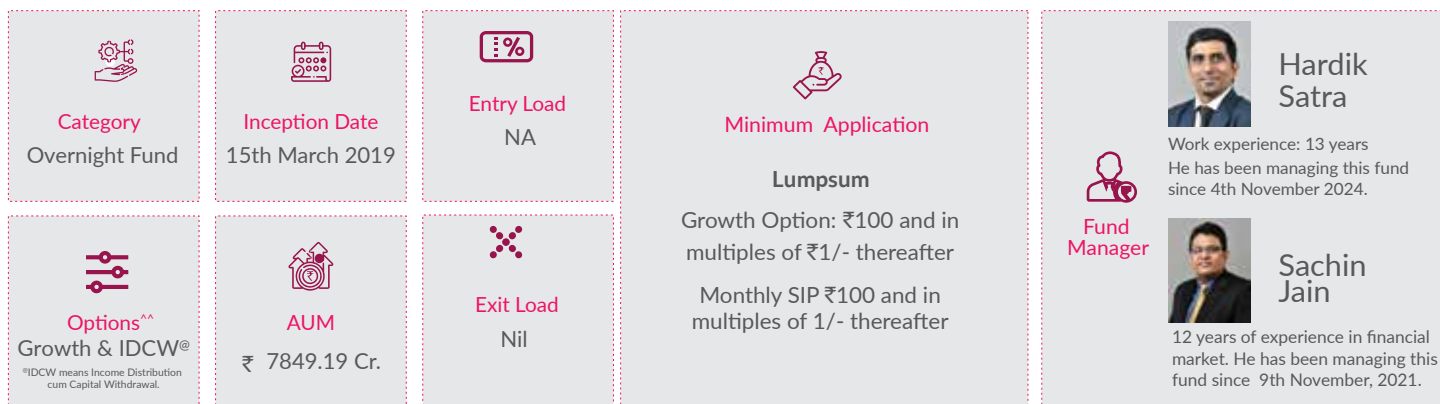 Category
Overnight Fund
Inception Date
15th March 2019
%
Entry Load
NA
Options^^
Growth & IDCW@
@IDCW means Income Distribution
cum Capital Withdrawal.
₹
AUM
₹ 7849.19 Cr.
Exit Load
Nil
₹
Minimum Application
Lumpsum
Growth Option: ₹100 and in
multiples of ₹1/- thereafter
Monthly SIP ₹100 and in
multiples of 1/- thereafter
₹
Fund
Manager
Hardik
Satra
Work experience: 13 years
He has been managing this fund
since 4th November 2024.
Sachin
Jain
12 years of experience in financial
market. He has been managing this
fund since 9th November, 2021.